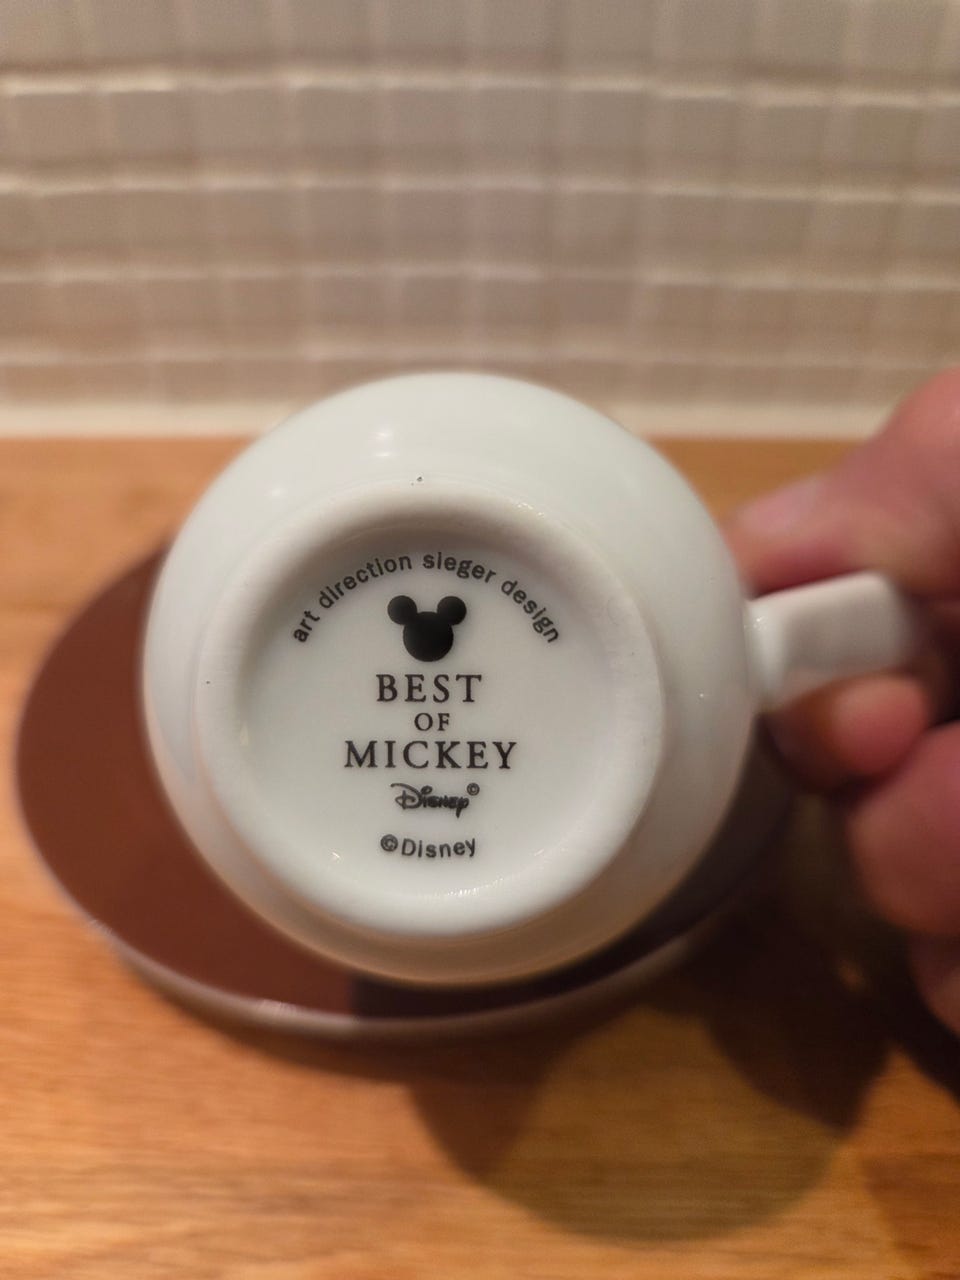 art direction sieger design
BEST
OF
MICKEY
Disney©
©Disney